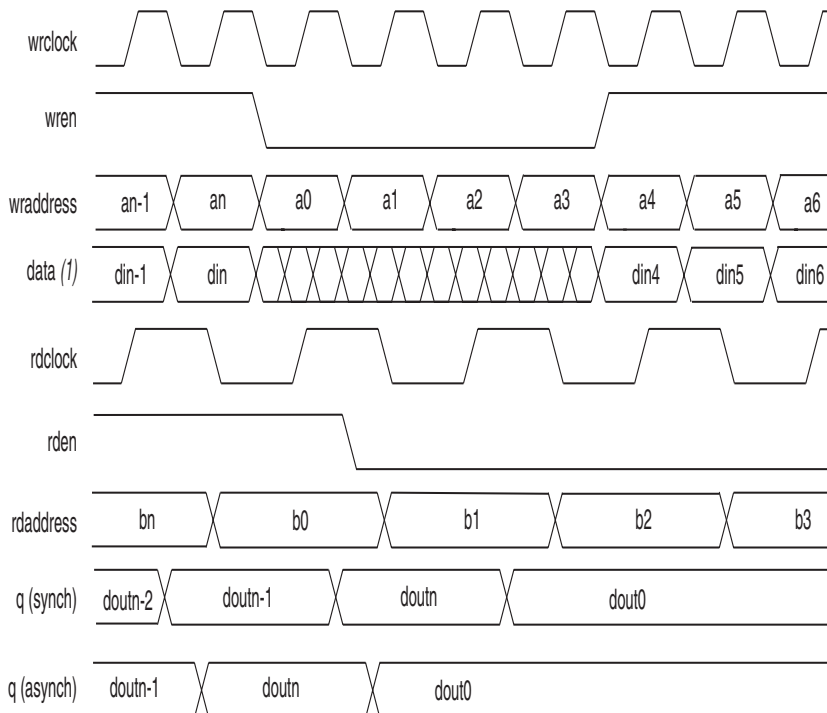 wrclock
wren
wraddress an-1 an a0 a1 a2 a3 a4 a5 a6
data (1) din-1 din din4 din5 din6
rdclock
rden
rdaddress bn b0 b1 b2 b3
q (synch) doutn-2 doutn-1 doutn dout0
q (asynch) doutn-1 doutn dout0